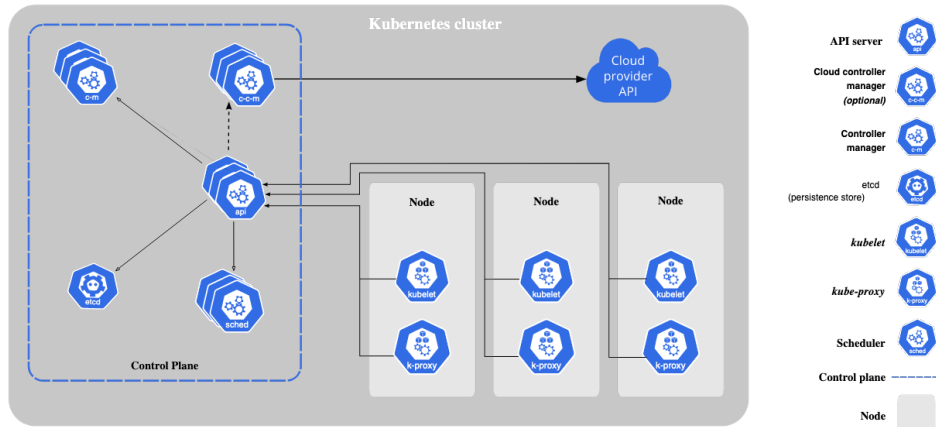 Kubernetes cluster
c-m
c-c-m
Cloud
provider
API
api
etcd
sched
Control Plane
Node
Node
Node
kubelet
kubelet
kubelet
k-proxy
k-proxy
k-proxy
API server
api
Cloud controller
manager
(optional)
c-c-m
Controller
manager
c-m
etcd
(persistence store)
etcd
kubelet
kubelet
kube-proxy
k-proxy
Scheduler
sched
Control plane
Node